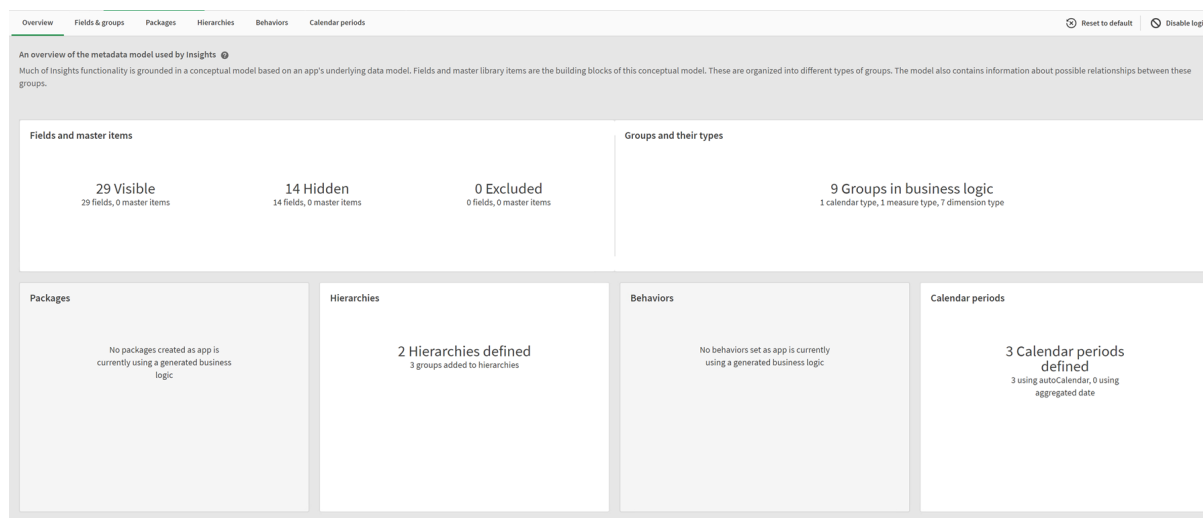 Overview Fields & groups Packages Hierarchies Behaviors Calendar periods Reset to default Disable logi
An overview of the metadata model used by Insights
Much of Insights functionality is grounded in a conceptual model based on an app's underlying data model. Fields and master library items are the building blocks of this conceptual model. These are organized into different types of groups. The model also contains information about possible relationships between these
groups.
Fields and master items
29 Visible
29 fields, 0 master items
14 Hidden
14 fields, 0 master items
0 Excluded
0 fields, 0 master items
Groups and their types
9 Groups in business logic
1 calendar type, 1 measure type, 7 dimension type
Packages
No packages created as app is
currently using a generated business
logic
Hierarchies
2 Hierarchies defined
3 groups added to hierarchies
Behaviors
No behaviors set as app is currently
using a generated business logic
Calendar periods
3 Calendar periods
defined
3 using autoCalendar, 0 using
aggregated date